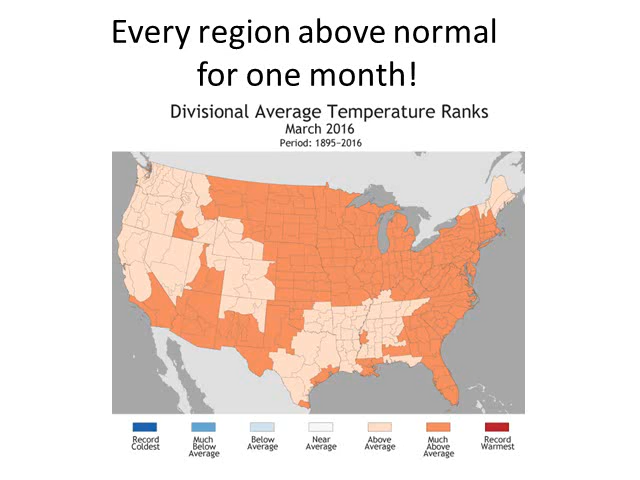 Every region above normal
for one month!
Divisional Average Temperature Ranks
March 2016
Period: 1895–2016
Record
Coldest
Much
Below
Average
Below
Average
Near
Average
Above
Average
Much
Above
Average
Record
Warmest